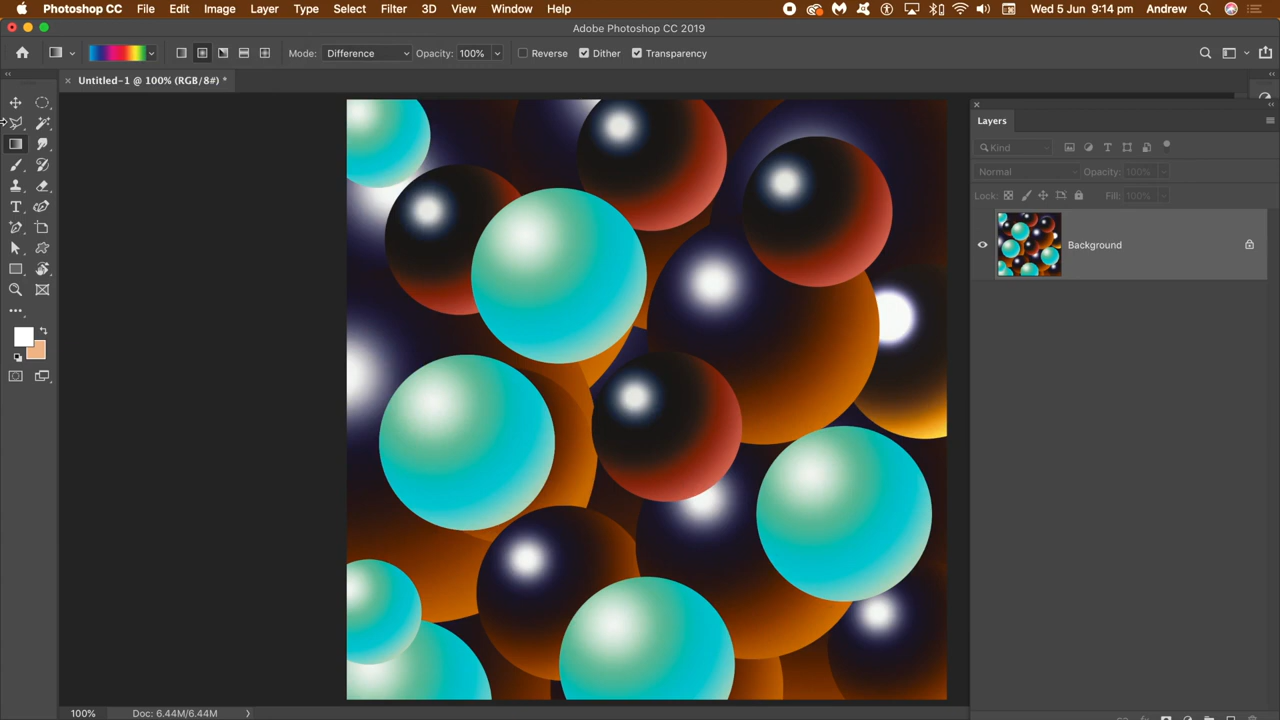 Photoshop CC File Edit Image Layer Type Select Filter 3D View Window Help Wed 5 Jun 9:14 pm Andrew
Adobe Photoshop CC 2019
Mode: Difference Opacity: 100% Reverse Dither Transparency
× Untitled-1 @ 100% (RGB/8#) *
Layers
Kind
Normal Opacity: 100%
Lock: Fill: 100%
Background
100% Doc: 6.44M/6.44M